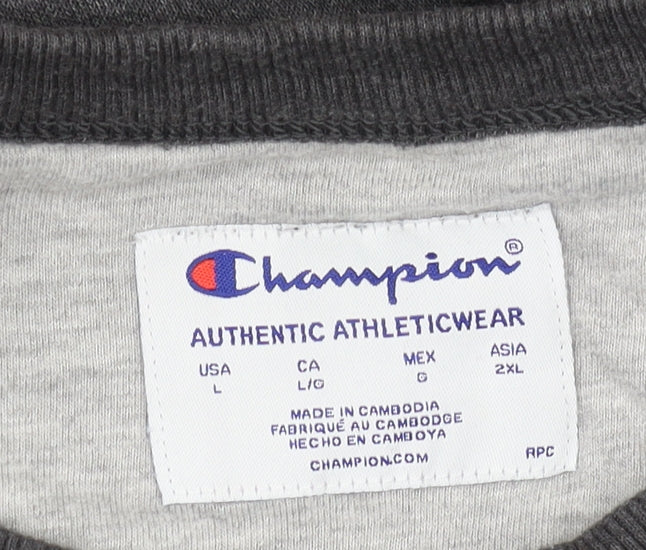 Champion®
AUTHENTIC ATHLETICWEAR
USA CA MEX ASIA
L L/G G 2XL
MADE IN CAMBODIA
FABRIQUÉ AU CAMBODGE
HECHO EN CAMBOYA
CHAMPION.COM RPC